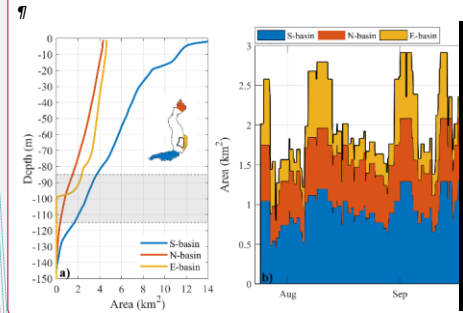 ¶
S-basin N-basin E-basin
0
-10
-20
-30
-40
-50
-60
-70
-80
-90
-100
-110
-120
-130
-140
-150
Depth (m)
a)
S-basin
N-basin
E-basin
0 2 4 6 8 10 12 14
Area (km²)
3
2.5
2
1.5
1
0.5
0
Area (km²)
b)
Aug Sep